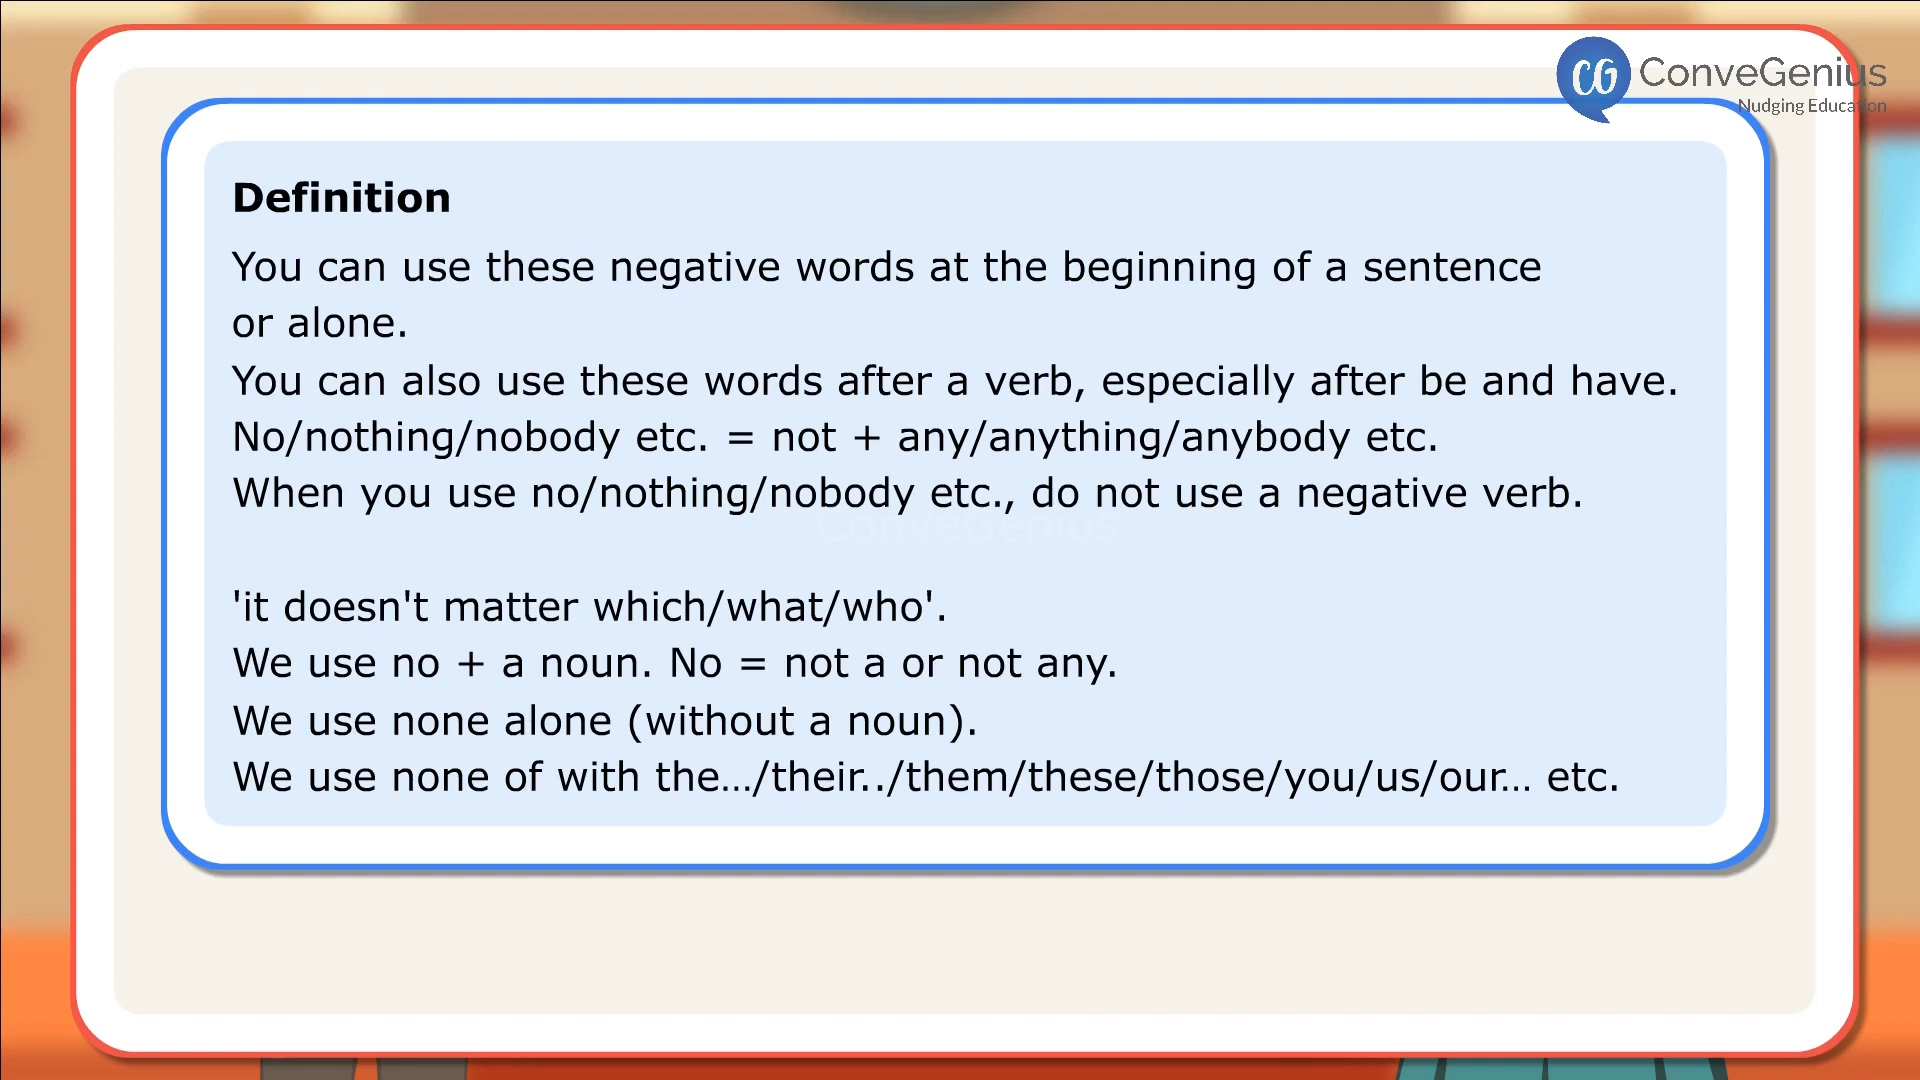 CG ConveGenius
Nudging Education
Definition
You can use these negative words at the beginning of a sentence
or alone.
You can also use these words after a verb, especially after be and have.
No/nothing/nobody etc. = not + any/anything/anybody etc.
When you use no/nothing/nobody etc., do not use a negative verb.
ConveGenius
'it doesn't matter which/what/who'.
We use no + a noun. No = not a or not any.
We use none alone (without a noun).
We use none of with the.../their../them/these/those/you/us/our... etc.